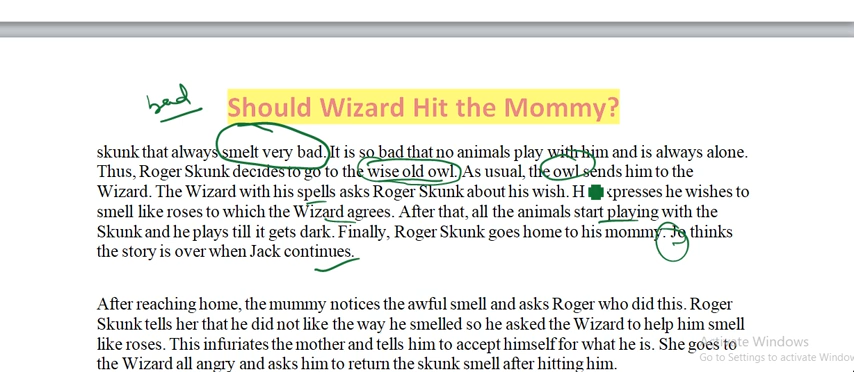 bad
Should Wizard Hit the Mommy?
skunk that always smelt very bad. It is so bad that no animals play with him and is always alone.
Thus, Roger Skunk decides to go to the wise old owl. As usual, the owl sends him to the
Wizard. The Wizard with his spells asks Roger Skunk about his wish. H xpresses he wishes to
smell like roses to which the Wizard agrees. After that, all the animals start playing with the
Skunk and he plays till it gets dark. Finally, Roger Skunk goes home to his mommy. Jo thinks
the story is over when Jack continues.
After reaching home, the mummy notices the awful smell and asks Roger who did this. Roger
Skunk tells her that he did not like the way he smelled so he asked the Wizard to help him smell
like roses. This infuriates the mother and tells him to accept himself for what he is. She goes to
the Wizard all angry and asks him to return the skunk smell after hitting him.
Activate Windows
Go to Settings to activate Window